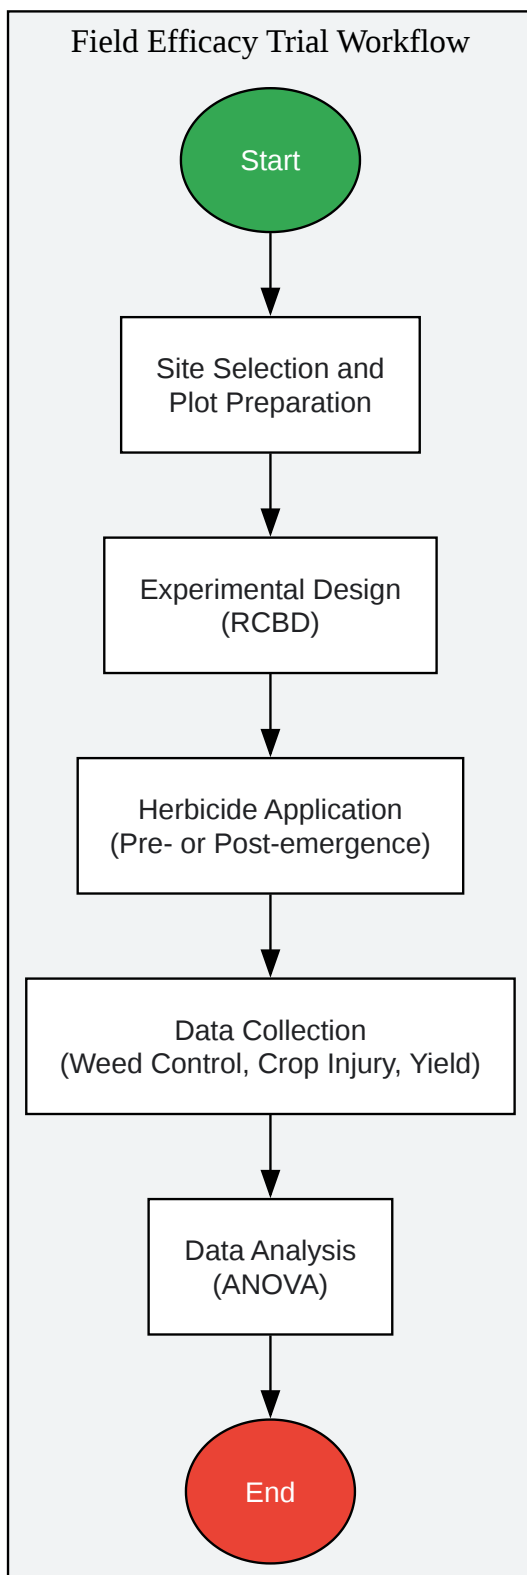 Field Efficacy Trial Workflow
Start
Site Selection and
Plot Preparation
Experimental Design
(RCBD)
Herbicide Application
(Pre- or Post-emergence)
Data Collection
(Weed Control, Crop Injury, Yield)
Data Analysis
(ANOVA)
End